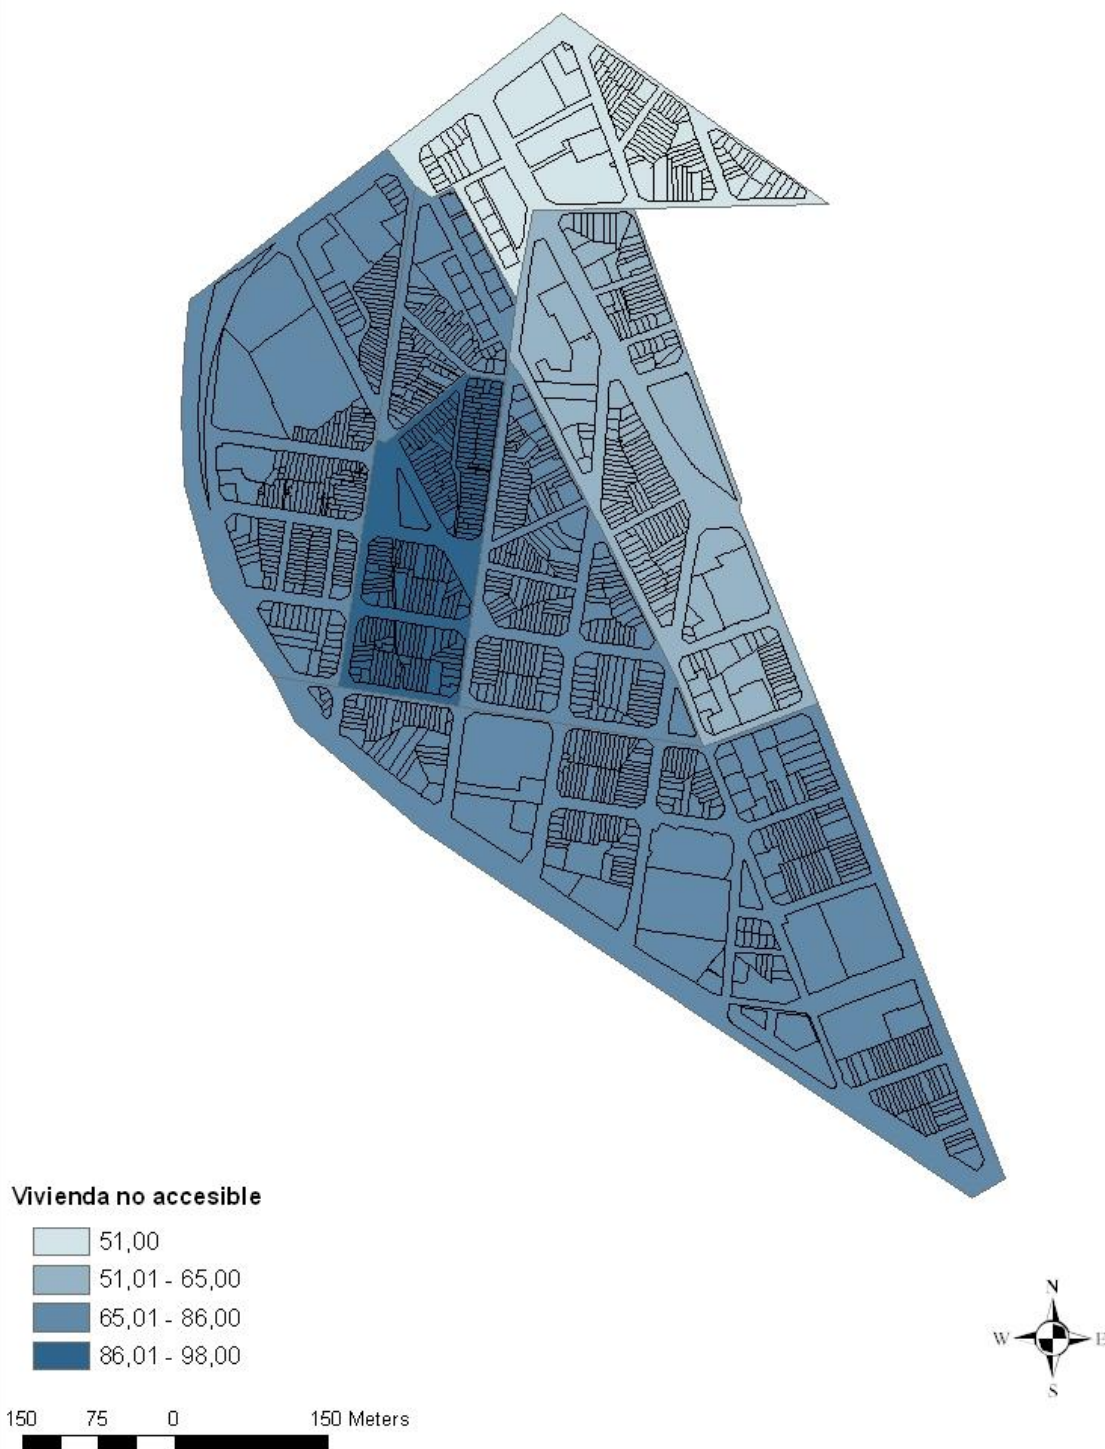 Vivienda no accesible
51,00
51,01 - 65,00
65,01 - 86,00
86,01 - 98,00
N
W E
S
150 75 0 150 Meters